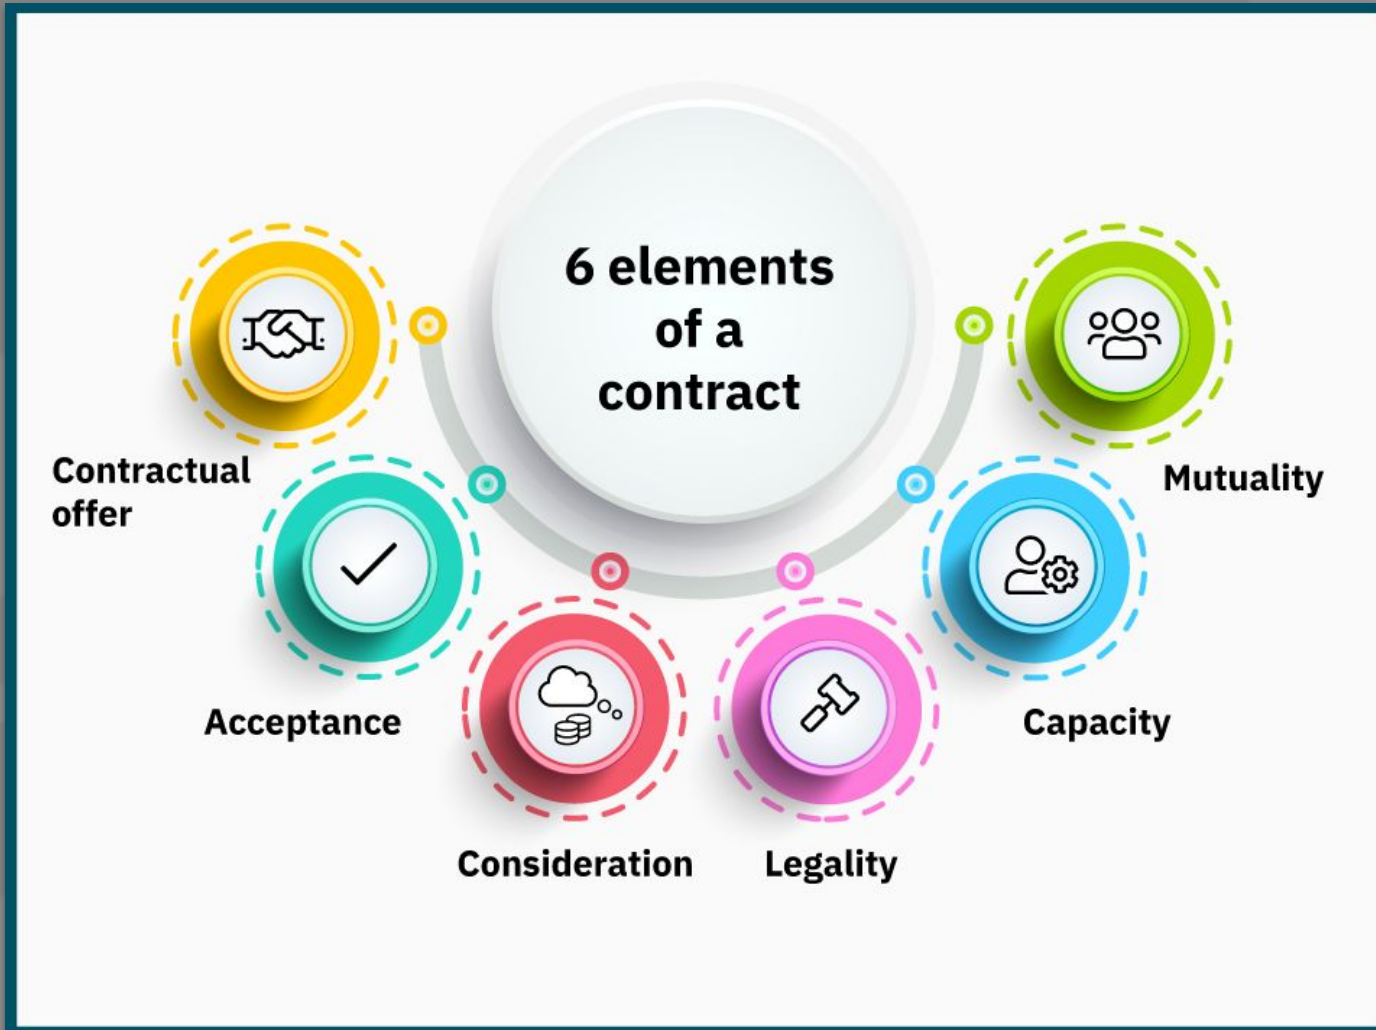 6 elements
of a
contract
Contractual
offer
Acceptance
Consideration
Legality
Capacity
Mutuality